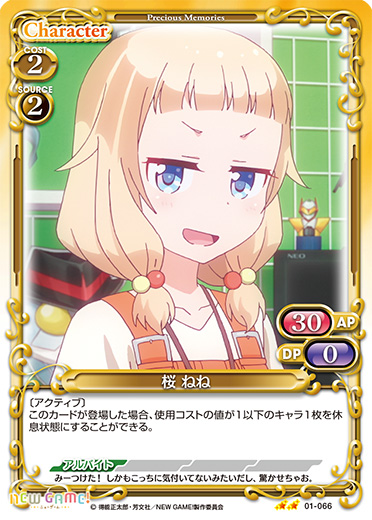 Precious Memories
Character
COST
2
SOURCE
2
NEO
30 AP
DP 0
桜 ねね
［アクティブ］
このカードが登場した場合、使用コストの値が1以下のキャラ1枚を休
息状態にすることができる。
アルバイト
みーつけた！しかもこっちに気付いてないみたいだし、驚かせちゃお。
NEW GAME!
© 得能正太郎・芳文社／NEW GAME!製作委員会
01-066